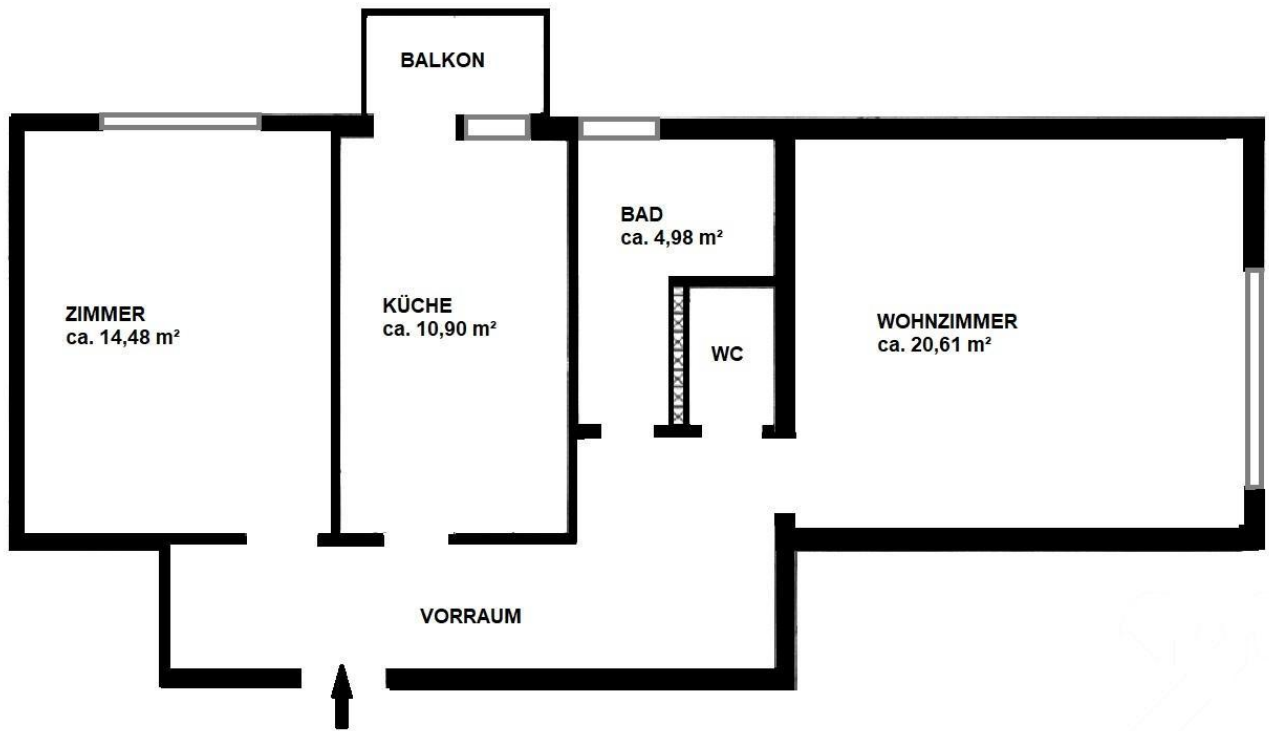 BALKON
BAD
ca. 4,98 m²
ZIMMER
ca. 14,48 m²
KÜCHE
ca. 10,90 m²
WC
WOHNZIMMER
ca. 20,61 m²
VORRAUM